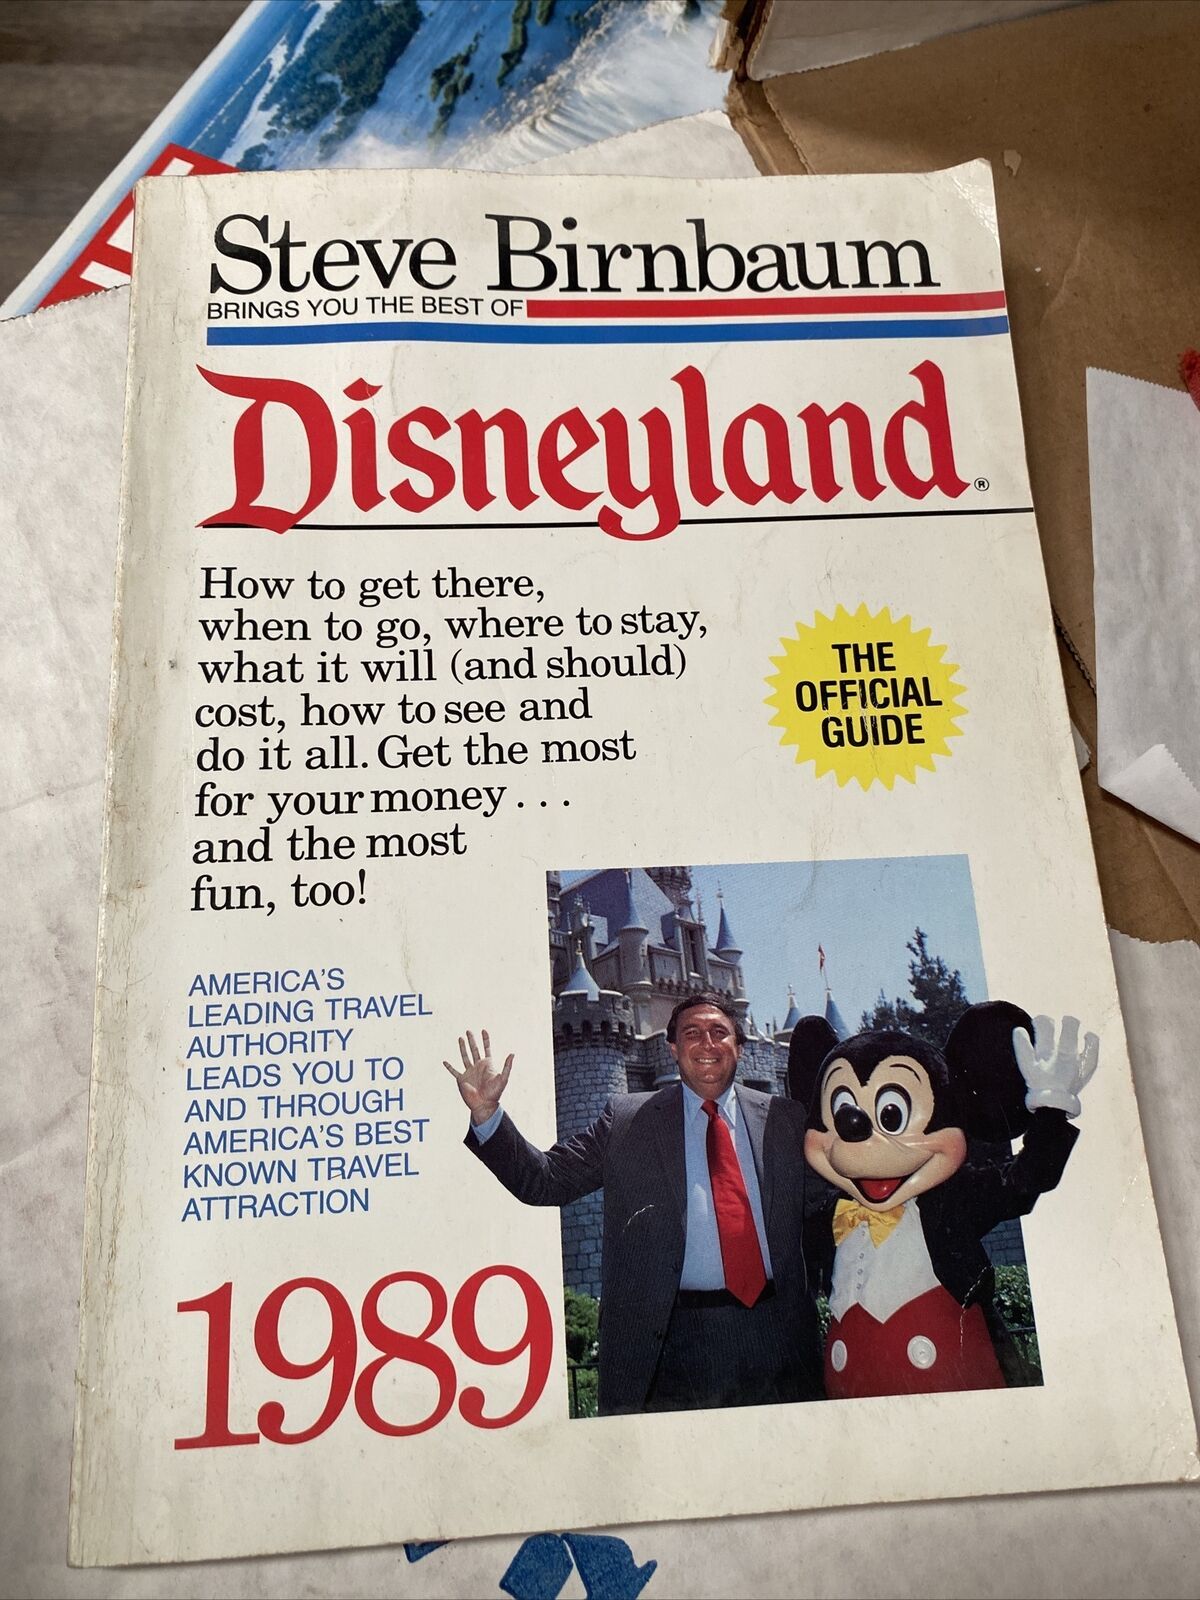 Steve Birnbaum
BRINGS YOU THE BEST OF
Disneyland®
How to get there,
when to go, where to stay,
what it will (and should)
cost, how to see and
do it all. Get the most
for your money...
and the most
fun, too!
THE
OFFICIAL
GUIDE
AMERICA'S
LEADING TRAVEL
AUTHORITY
LEADS YOU TO
AND THROUGH
AMERICA'S BEST
KNOWN TRAVEL
ATTRACTION
1989